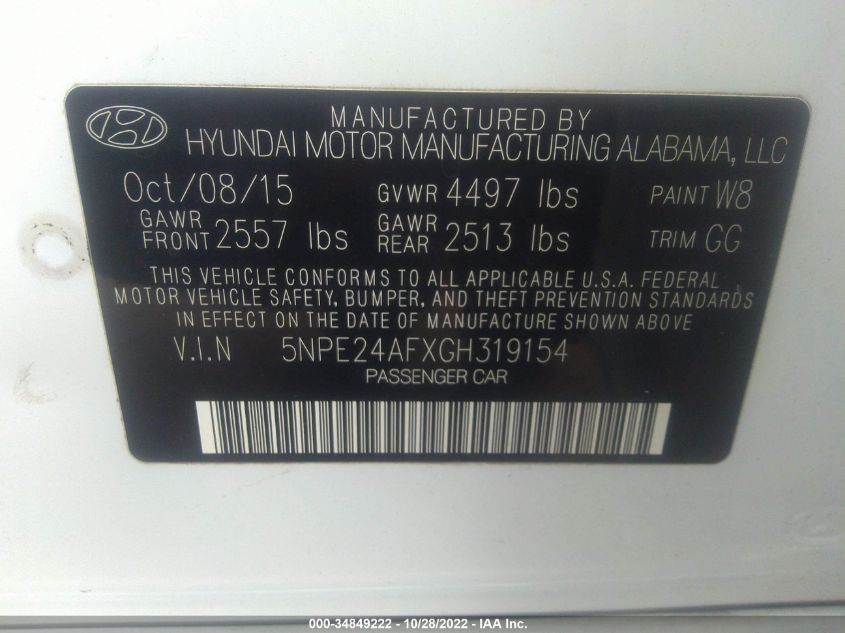 MANUFACTURED BY
HYUNDAI MOTOR MANUFACTURING ALABAMA, LLC
Oct/08/15 GVWR 4497 lbs PAINT W8
GAWR FRONT 2557 lbs GAWR REAR 2513 lbs TRIM GG
THIS VEHICLE CONFORMS TO ALL APPLICABLE U.S.A. FEDERAL
MOTOR VEHICLE SAFETY, BUMPER, AND THEFT PREVENTION STANDARDS
IN EFFECT ON THE DATE OF MANUFACTURE SHOWN ABOVE
V.I.N 5NPE24AFXGH319154
PASSENGER CAR
000-34849222 - 10/28/2022 - IAA Inc.